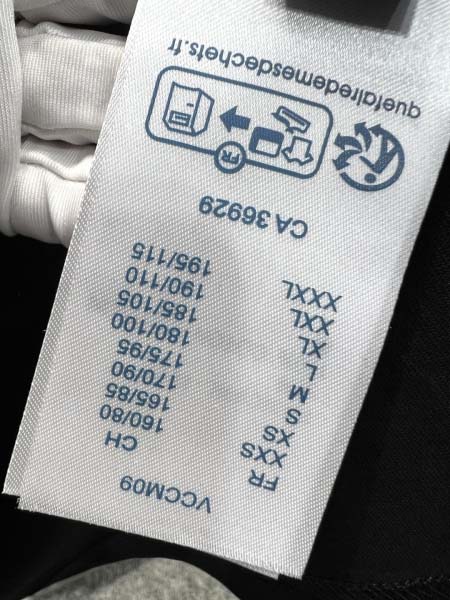 VCCM09
FR CH
XXS 160/80
XS 165/85
S 170/90
M 175/95
L 180/100
XL 185/105
XXL 190/110
XXXL 195/115
CA 36929
FR
quefairedemesdechets.fr